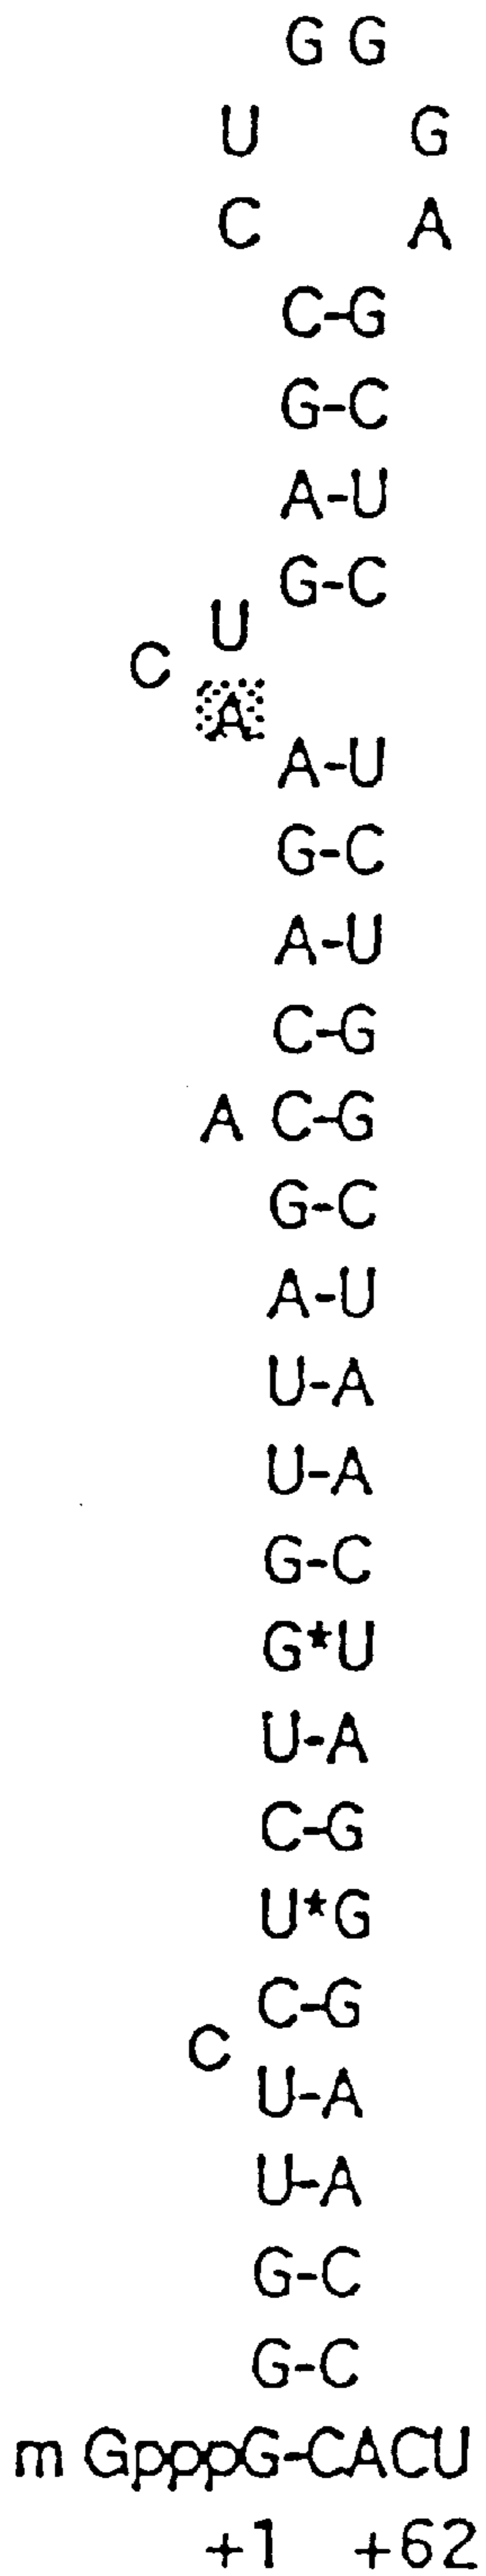 G G
U G
C A
C-G
G-C
A-U
G-C
U
C
A
A-U
G-C
A-U
C-G
A C-G
G-C
A-U
U-A
U-A
G-C
G*U
U-A
C-G
U*G
C-G
C
U-A
U-A
G-C
G-C
m GpppG-CACU
+1 +62